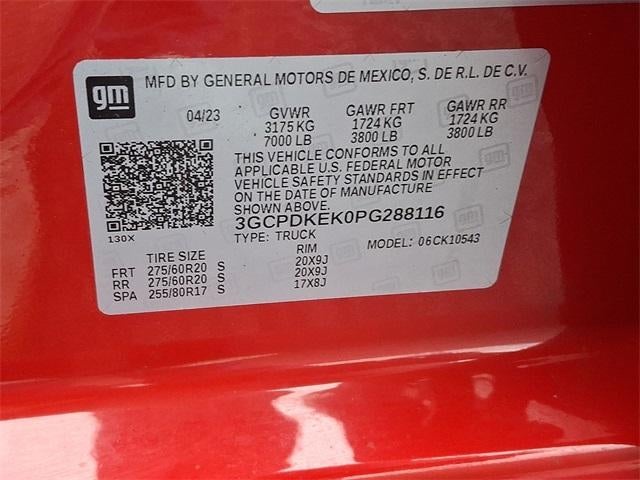 gm
MFD BY GENERAL MOTORS DE MEXICO, S. DE R.L. DE C.V.
04/23 GVWR GAWR FRT GAWR RR
3175 KG 1724 KG 1724 KG
7000 LB 3800 LB 3800 LB
THIS VEHICLE CONFORMS TO ALL
APPLICABLE U.S. FEDERAL MOTOR
VEHICLE SAFETY STANDARDS IN EFFECT
ON THE DATE OF MANUFACTURE
SHOWN ABOVE.
3GCPDKEK0PG288116
130X
TYPE: TRUCK MODEL: 06CK10543
TIRE SIZE RIM
FRT 275/60R20 S 20X9J
RR 275/60R20 S 20X9J
SPA 255/80R17 S 17X8J